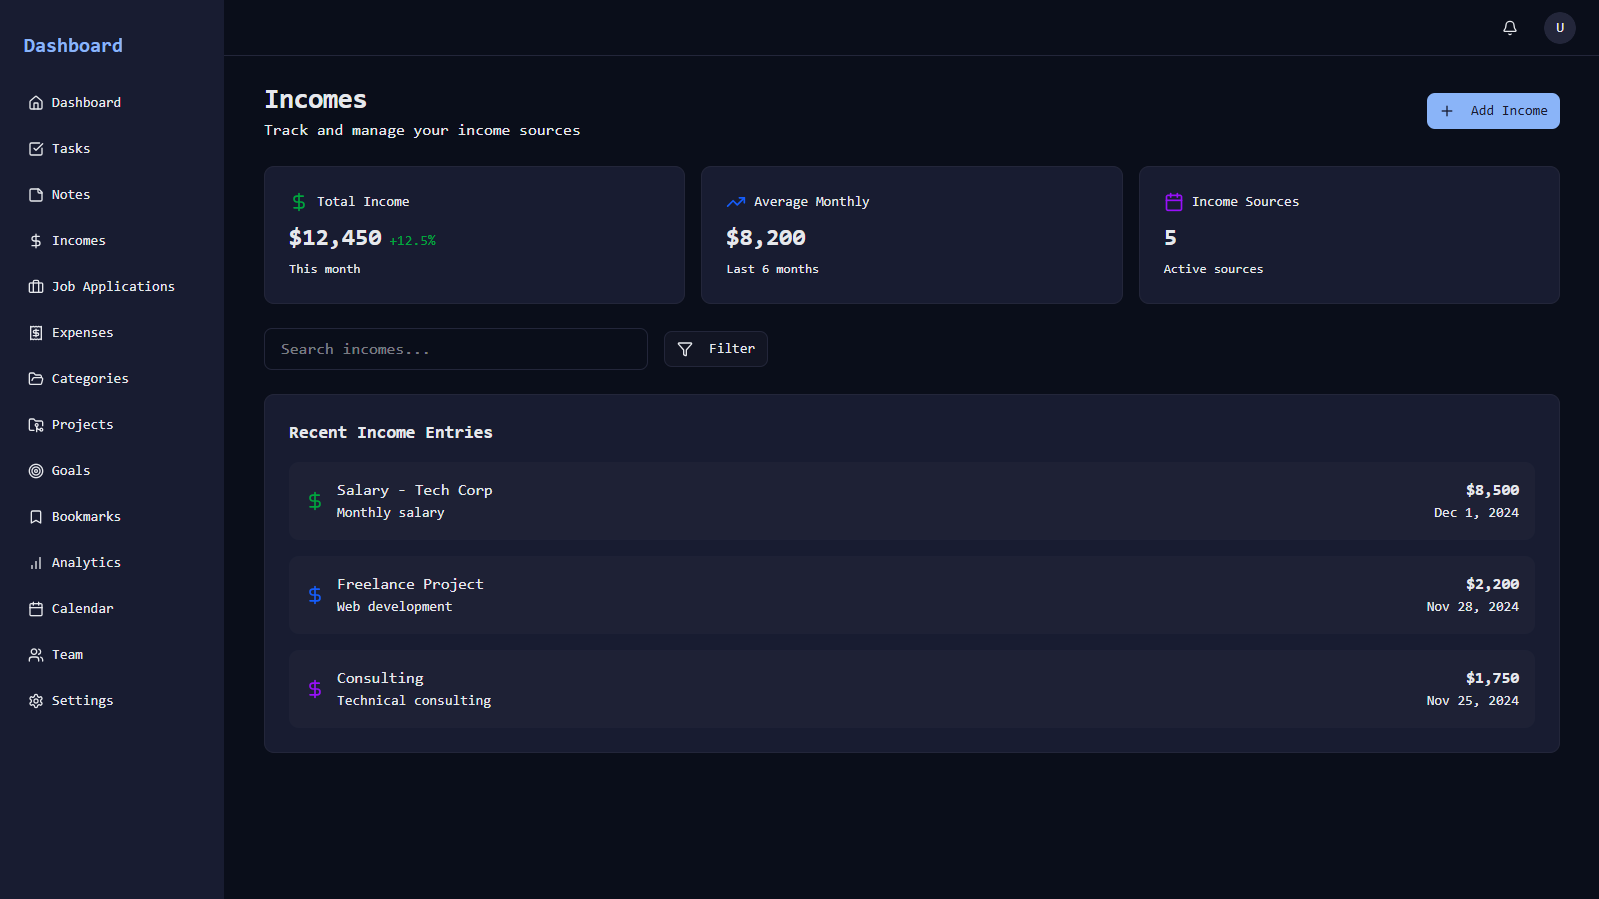 Dashboard
Dashboard
Tasks
Notes
Incomes
Job Applications
Expenses
Categories
Projects
Goals
Bookmarks
Analytics
Calendar
Team
Settings
U
Incomes
Track and manage your income sources
Add Income
Total Income
$12,450 +12.5%
This month
Average Monthly
$8,200
Last 6 months
Income Sources
5
Active sources
Search incomes...
Filter
Recent Income Entries
Salary - Tech Corp
Monthly salary
$8,500
Dec 1, 2024
Freelance Project
Web development
$2,200
Nov 28, 2024
Consulting
Technical consulting
$1,750
Nov 25, 2024